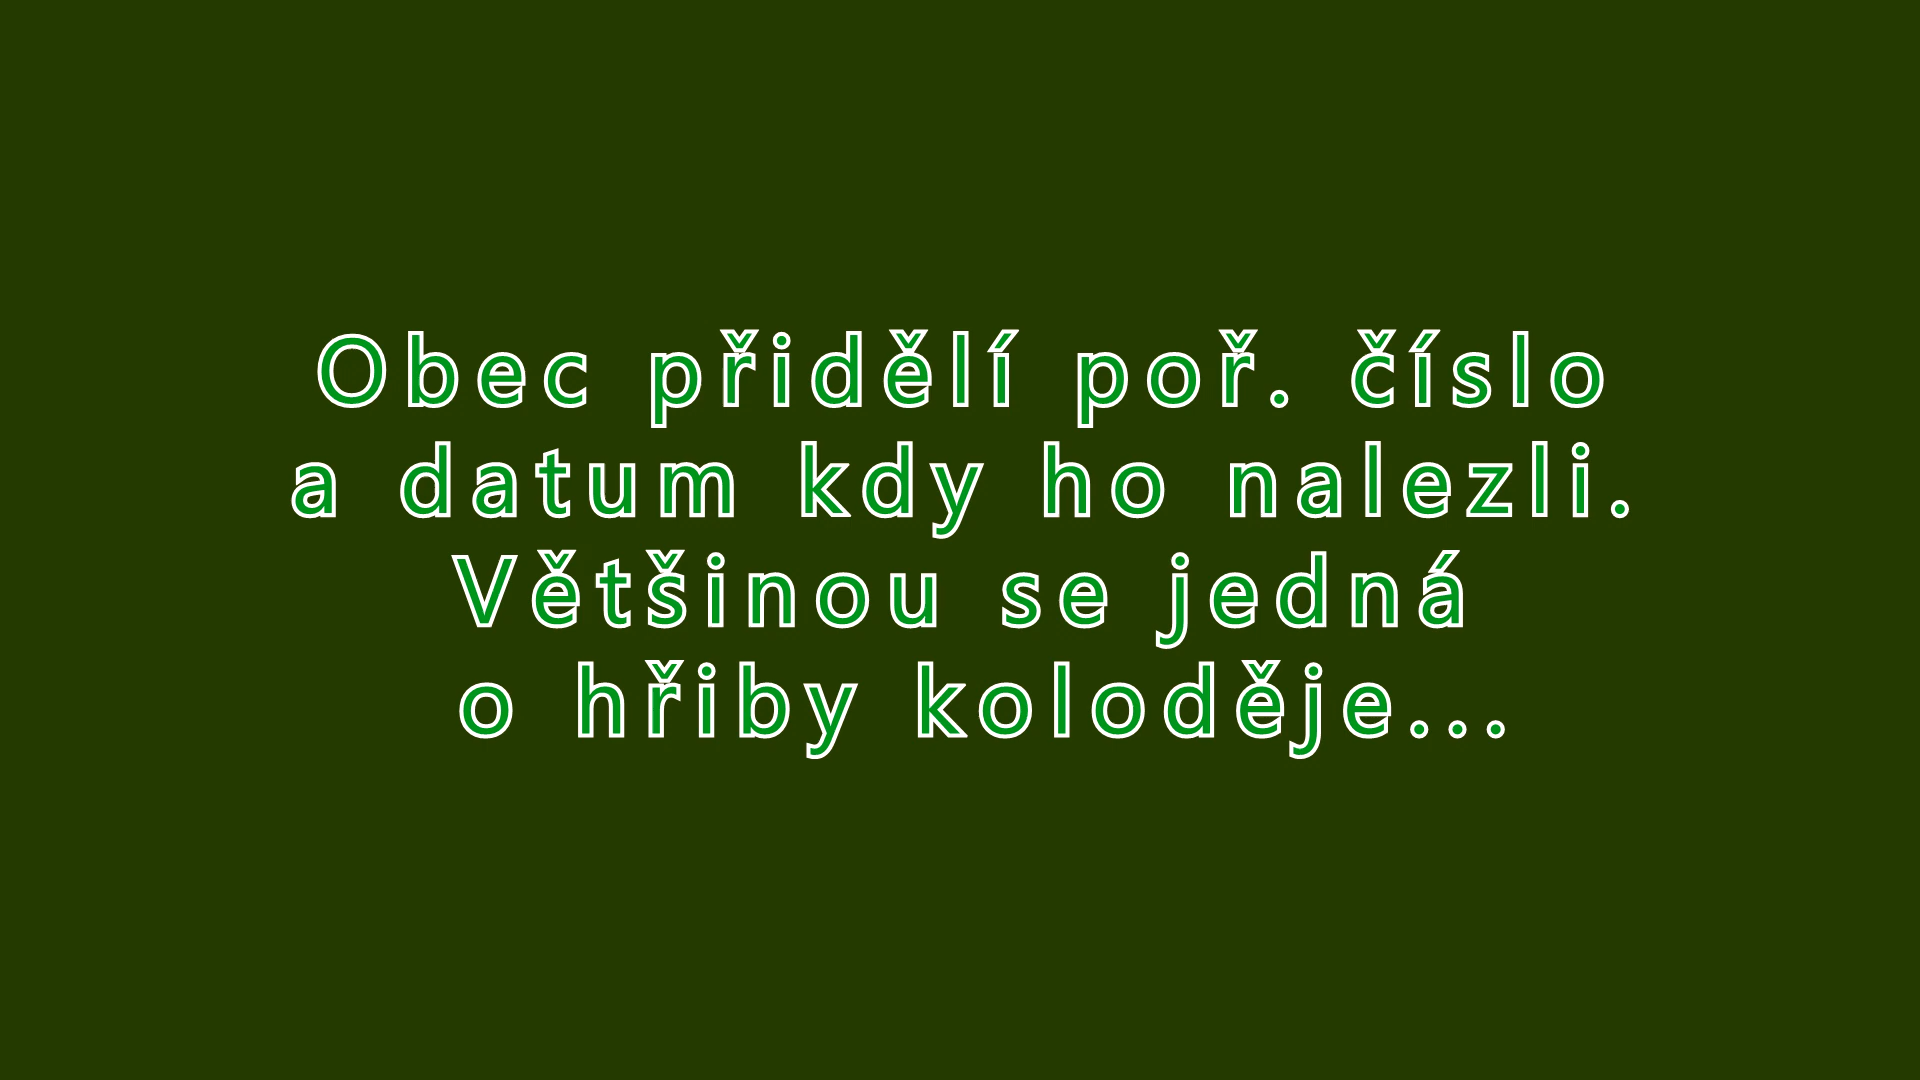 Obec přidělí poř. číslo
a datum kdy ho nalezli.
Většinou se jedná
o hřiby koloděje...